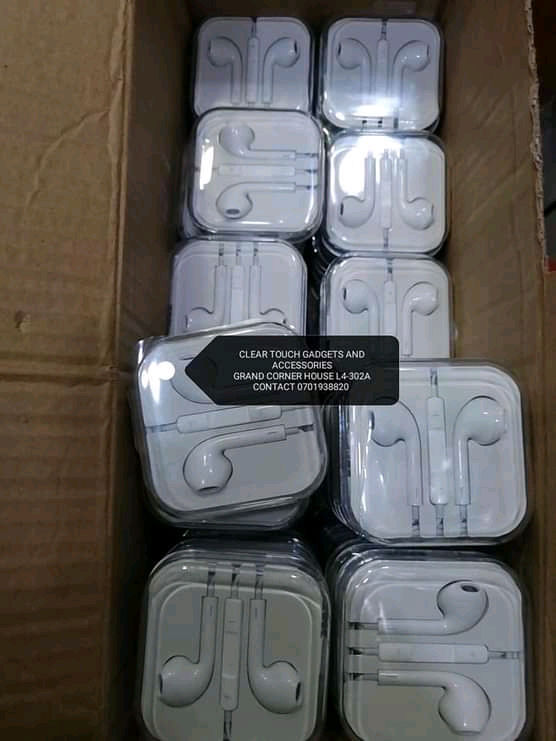 CLEAR TOUCH GADGETS AND
ACCESSORIES
GRAND CORNER HOUSE L4-302A
CONTACT 0701938820